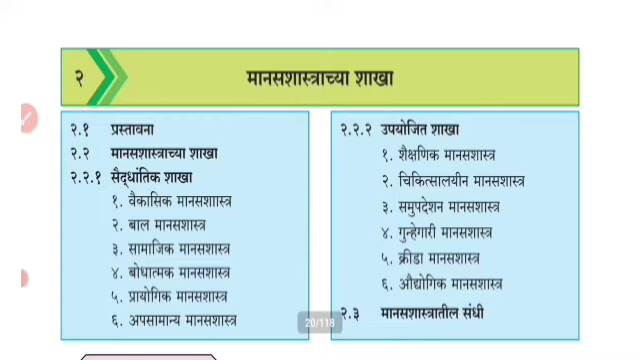 २ मानसशास्त्राच्या शाखा
२.१ प्रस्तावना
२.२ मानसशास्त्राच्या शाखा
२.२.१ सैद्धांतिक शाखा
१. वैकासिक मानसशाास्त्र
२. बाल मानसशास्त्र
३. सामाजिक मानसशास्त्र
४. बोधात्मक मानसशास्त्र
५. प्रायोगिक मानसशास्त्र
६. अपसामान्य मानसशास्त्र
२.२.२ उपयोजित शाखा
१. शैक्षणिक मानसशास्त्र
२. चिकित्सालयीन मानसशास्त्र
३. समुपदेशन मानसशास्त्र
४. गुन्हेगारी मानसशास्त्र
५. क्रीडा मानसशास्त्र
६. औद्योगिक मानसशास्त्र
२.३ मानसशास्त्रातील संधी
20/118